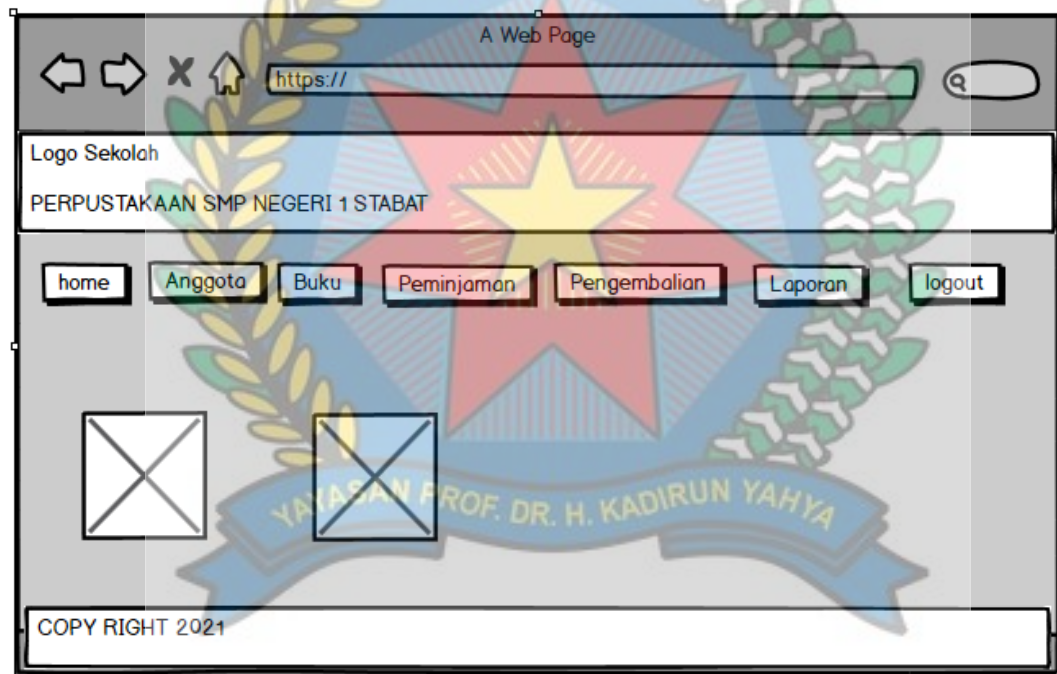 A Web Page
https://
Logo Sekolah
PERPUSTAKAAN SMP NEGERI 1 STABAT
home Anggota Buku Peminjaman Pengembalian Laporan logout
YAYASAN PROF. DR. H. KADIRUN YAHYA
COPY RIGHT 2021